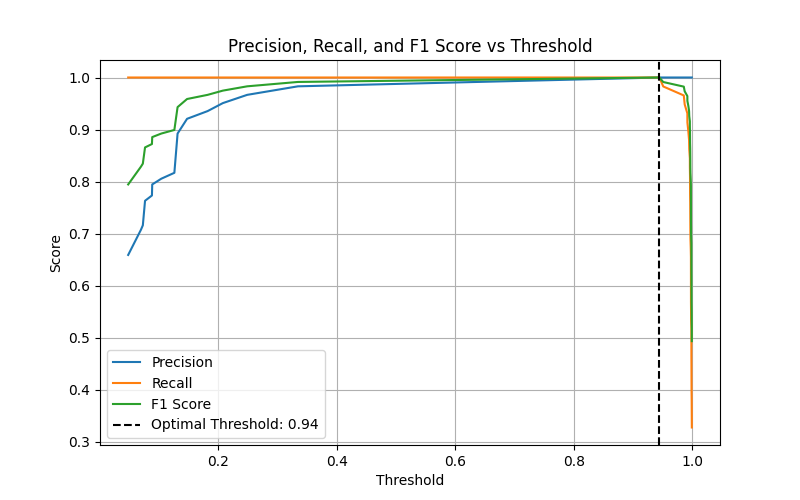 Precision, Recall, and F1 Score vs Threshold
1.0
0.9
0.8
0.7
0.6
0.5
0.4
0.3
Score
Precision
Recall
F1 Score
Optimal Threshold: 0.94
0.2
0.4
0.6
0.8
1.0
Threshold